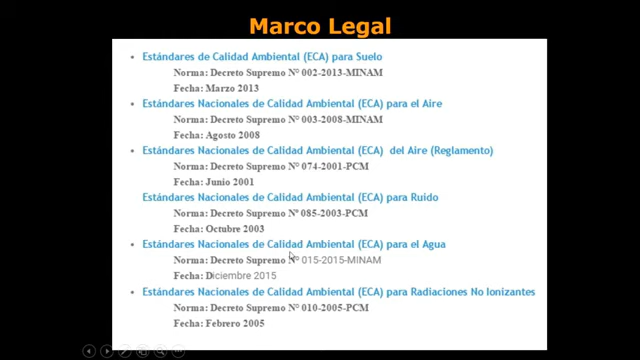 Marco Legal
• Estándares de Calidad Ambiental (ECA) para Suelo
Norma: Decreto Supremo N° 002-2013-MINAM
Fecha: Marzo 2013
• Estándares Nacionales de Calidad Ambiental (ECA) para el Aire
Norma: Decreto Supremo N° 003-2008-MINAM
Fecha: Agosto 2008
• Estándares Nacionales de Calidad Ambiental (ECA) del Aire (Reglamento)
Norma: Decreto Supremo N° 074-2001-PCM
Fecha: Junio 2001
Estándares Nacionales de Calidad Ambiental (ECA) para Ruido
Norma: Decreto Supremo Nº 085-2003-PCM
Fecha: Octubre 2003
• Estándares Nacionales de Calidad Ambiental (ECA) para el Agua
Norma: Decreto Supremo N° 015-2015-MINAM
Fecha: Diciembre 2015
• Estándares Nacionales de Calidad Ambiental (ECA) para Radiaciones No Ionizantes
Norma: Decreto Supremo N° 010-2005-PCM
Fecha: Febrero 2005